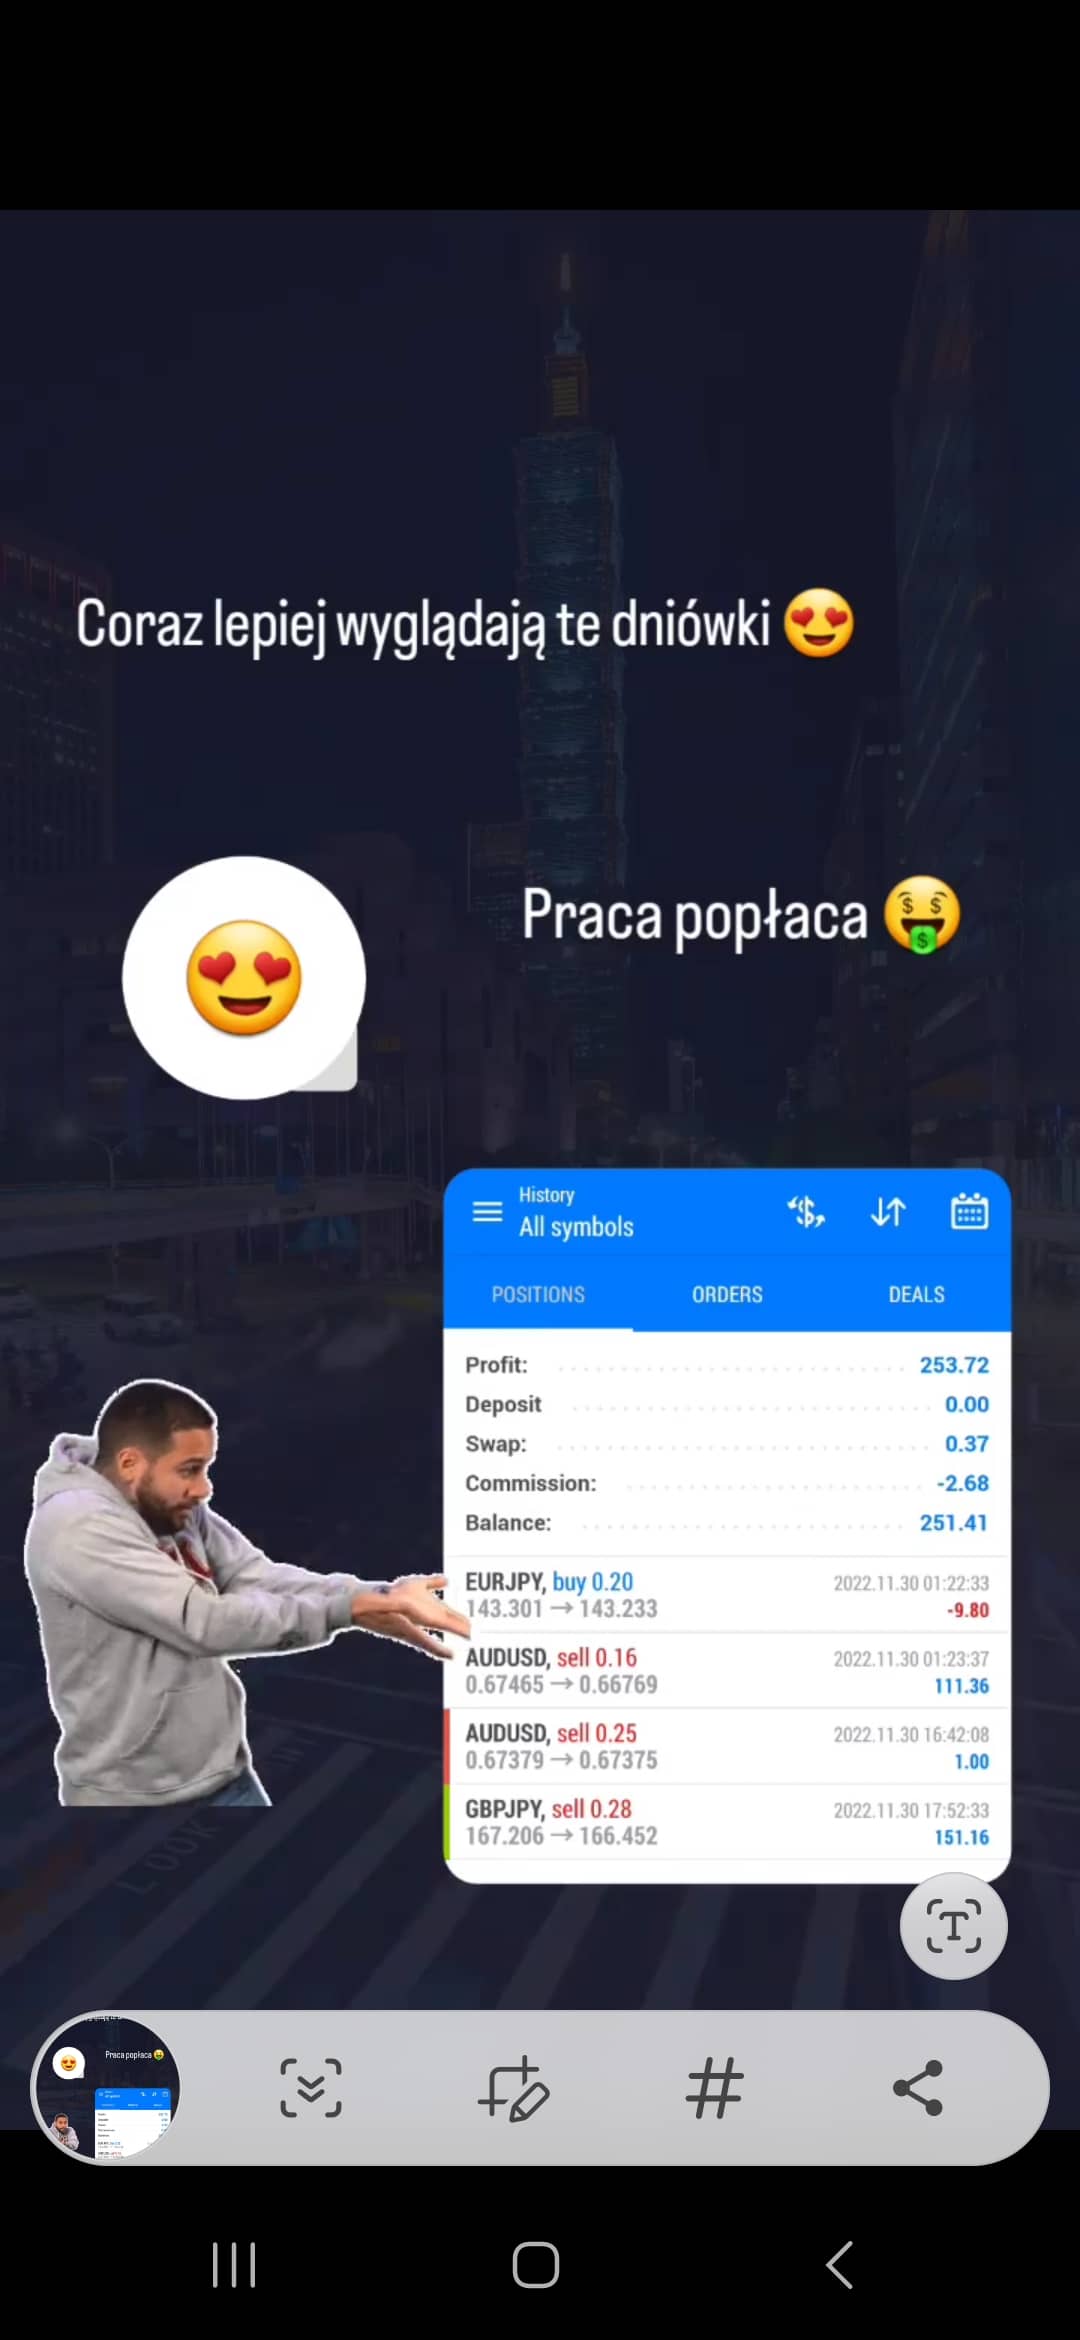 Coraz lepiej wyglądają te dniówki 😍
Praca popłaca 🤑
History
All symbols
POSITIONS ORDERS DEALS
Profit: 253.72
Deposit 0.00
Swap: 0.37
Commission: -2.68
Balance: 251.41
EURJPY, buy 0.20 2022.11.30 01:22:33
143.301 → 143.233 -9.80
AUDUSD, sell 0.16 2022.11.30 01:23:37
0.67465 → 0.66769 111.36
AUDUSD, sell 0.25 2022.11.30 16:42:08
0.67379 → 0.67375 1.00
GBPJPY, sell 0.28 2022.11.30 17:52:33
167.206 → 166.452 151.16
LOOK
T
Praca popłaca 🤑
#